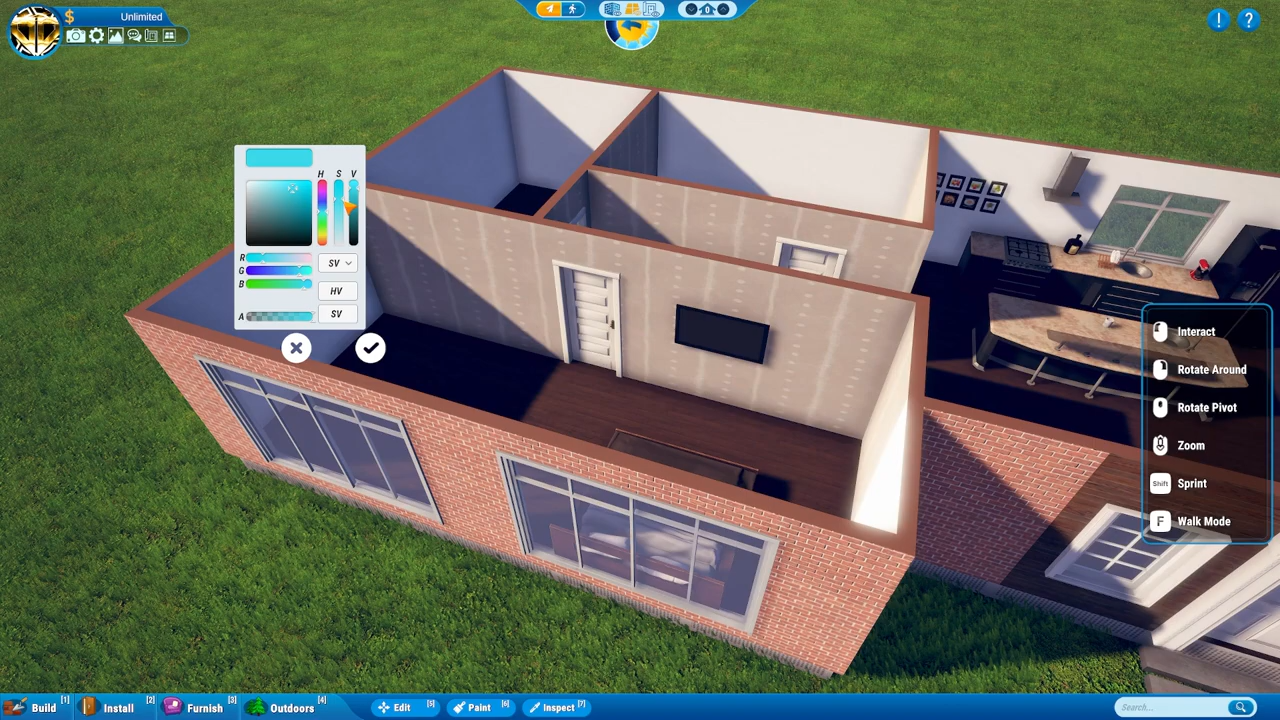 $ Unlimited
0
! ?
H S V
R
G
B
A
SV
HV
SV
Interact
Rotate Around
Rotate Pivot
Zoom
Shift Sprint
F Walk Mode
Build [1] Install [2] Furnish [3] Outdoors [4] Edit [5] Paint [6] Inspect [7] Search...